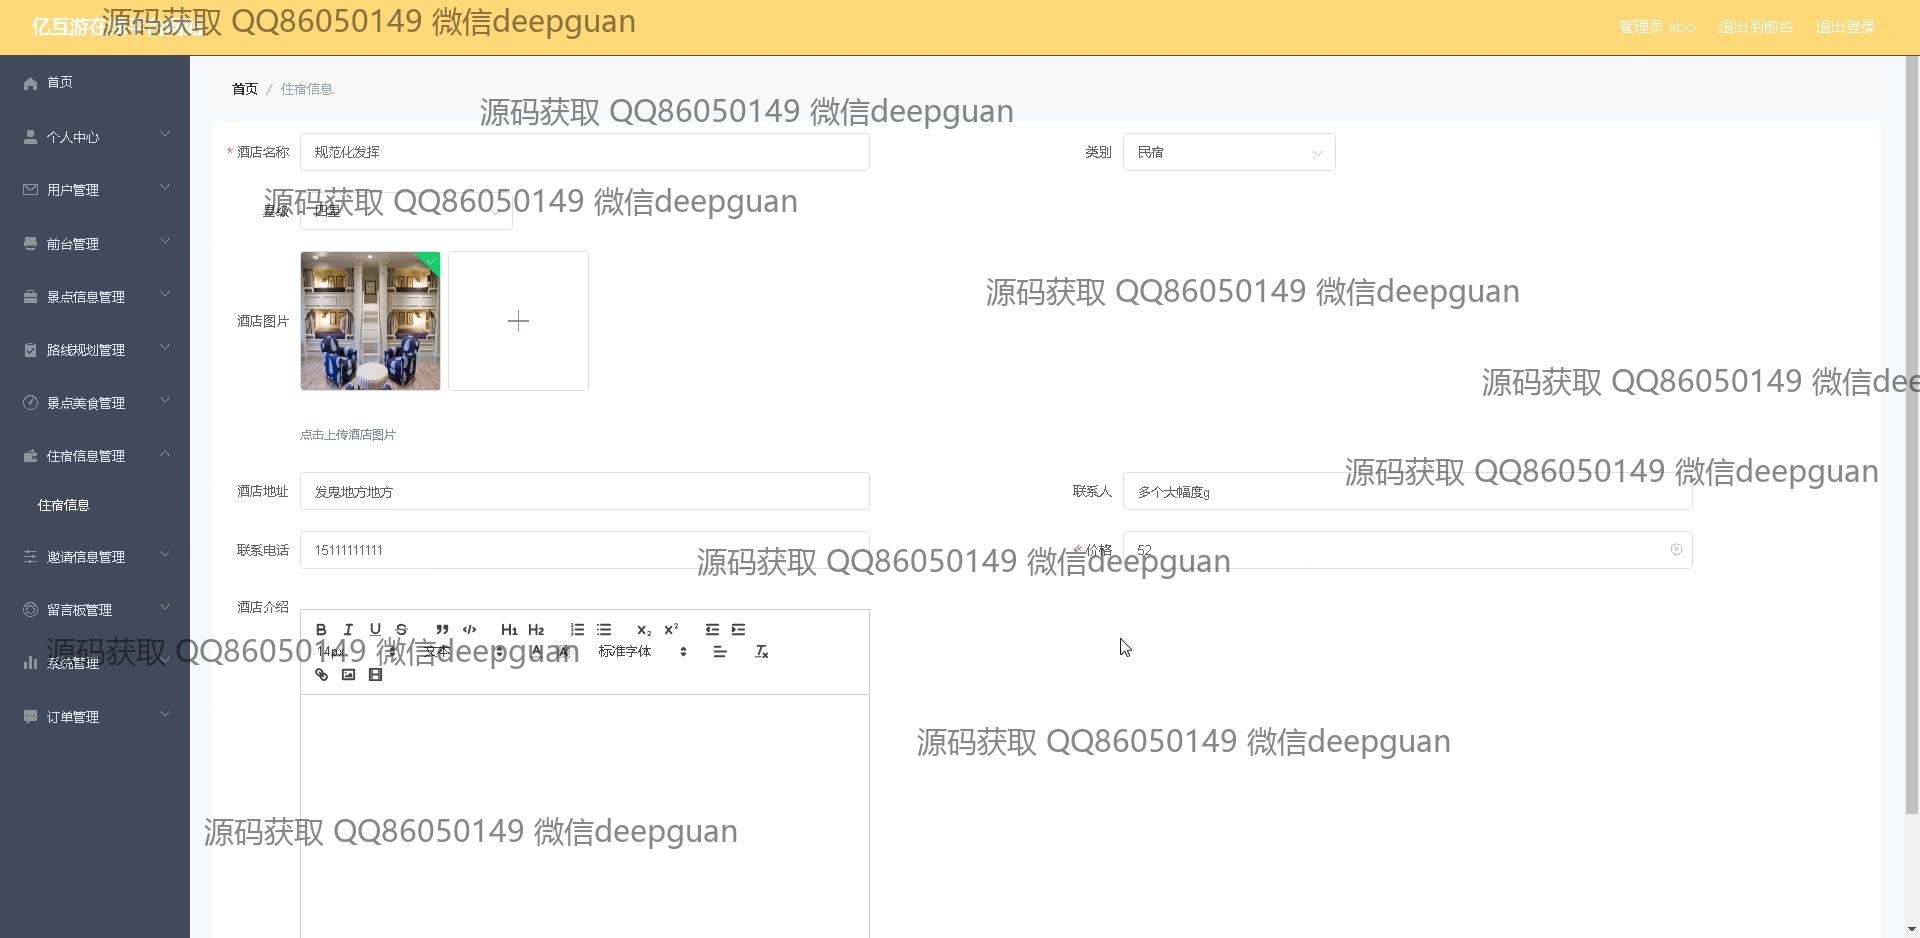 亿互游在
源码获取 QQ86050149 微信deepguan
管理员 abo 退出到前台 退出登录
首页
个人中心
用户管理
前台管理
景点信息管理
路线规划管理
景点美食管理
住宿信息管理
住宿信息
邀请信息管理
留言板管理
系统管理
订单管理
首页 / 住宿信息
源码获取 QQ86050149 微信deepguan
* 酒店名称 规范化发挥 类别 民宿
源码获取 QQ86050149 微信deepguan
星级 四星
源码获取 QQ86050149 微信deepguan
酒店图片
源码获取 QQ86050149 微信dee
点击上传酒店图片
源码获取 QQ86050149 微信deepguan
酒店地址 发鬼地方地方 联系人 多个大幅度g
联系电话 15111111111 * 价格 52
源码获取 QQ86050149 微信deepguan
酒店介绍
B I U S ” </> H1 H2 x₂ x²
14px 文本 A A 标准字体 Tx
源码获取 QQ86050149 微信deepguan
源码获取 QQ86050149 微信deepguan
源码获取 QQ86050149 微信deepguan